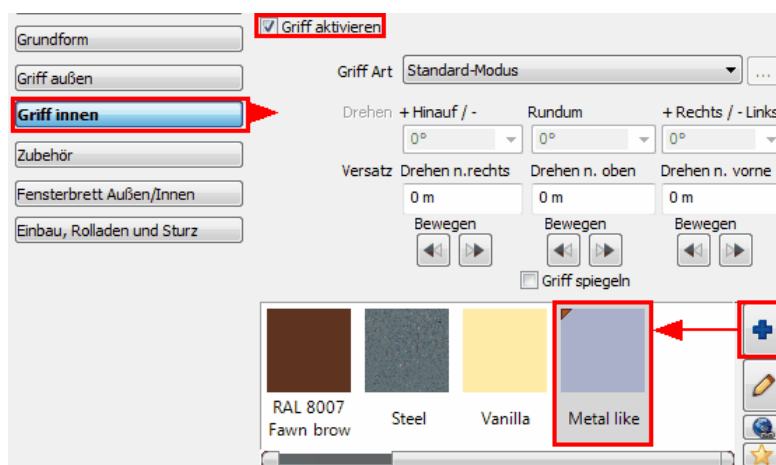 Grundform
Griff außen
Griff innen
Zubehör
Fensterbrett Außen/Innen
Einbau, Rolladen und Sturz
Griff aktivieren
Griff Art Standard-Modus ...
Drehen + Hinauf / - Rundum + Rechts / - Links
0° 0° 0°
Versatz Drehen n.rechts Drehen n. oben Drehen n. vorne
0 m 0 m 0 m
Bewegen Bewegen Bewegen
Griff spiegeln
RAL 8007
Fawn brow
Steel
Vanilla
Metal like